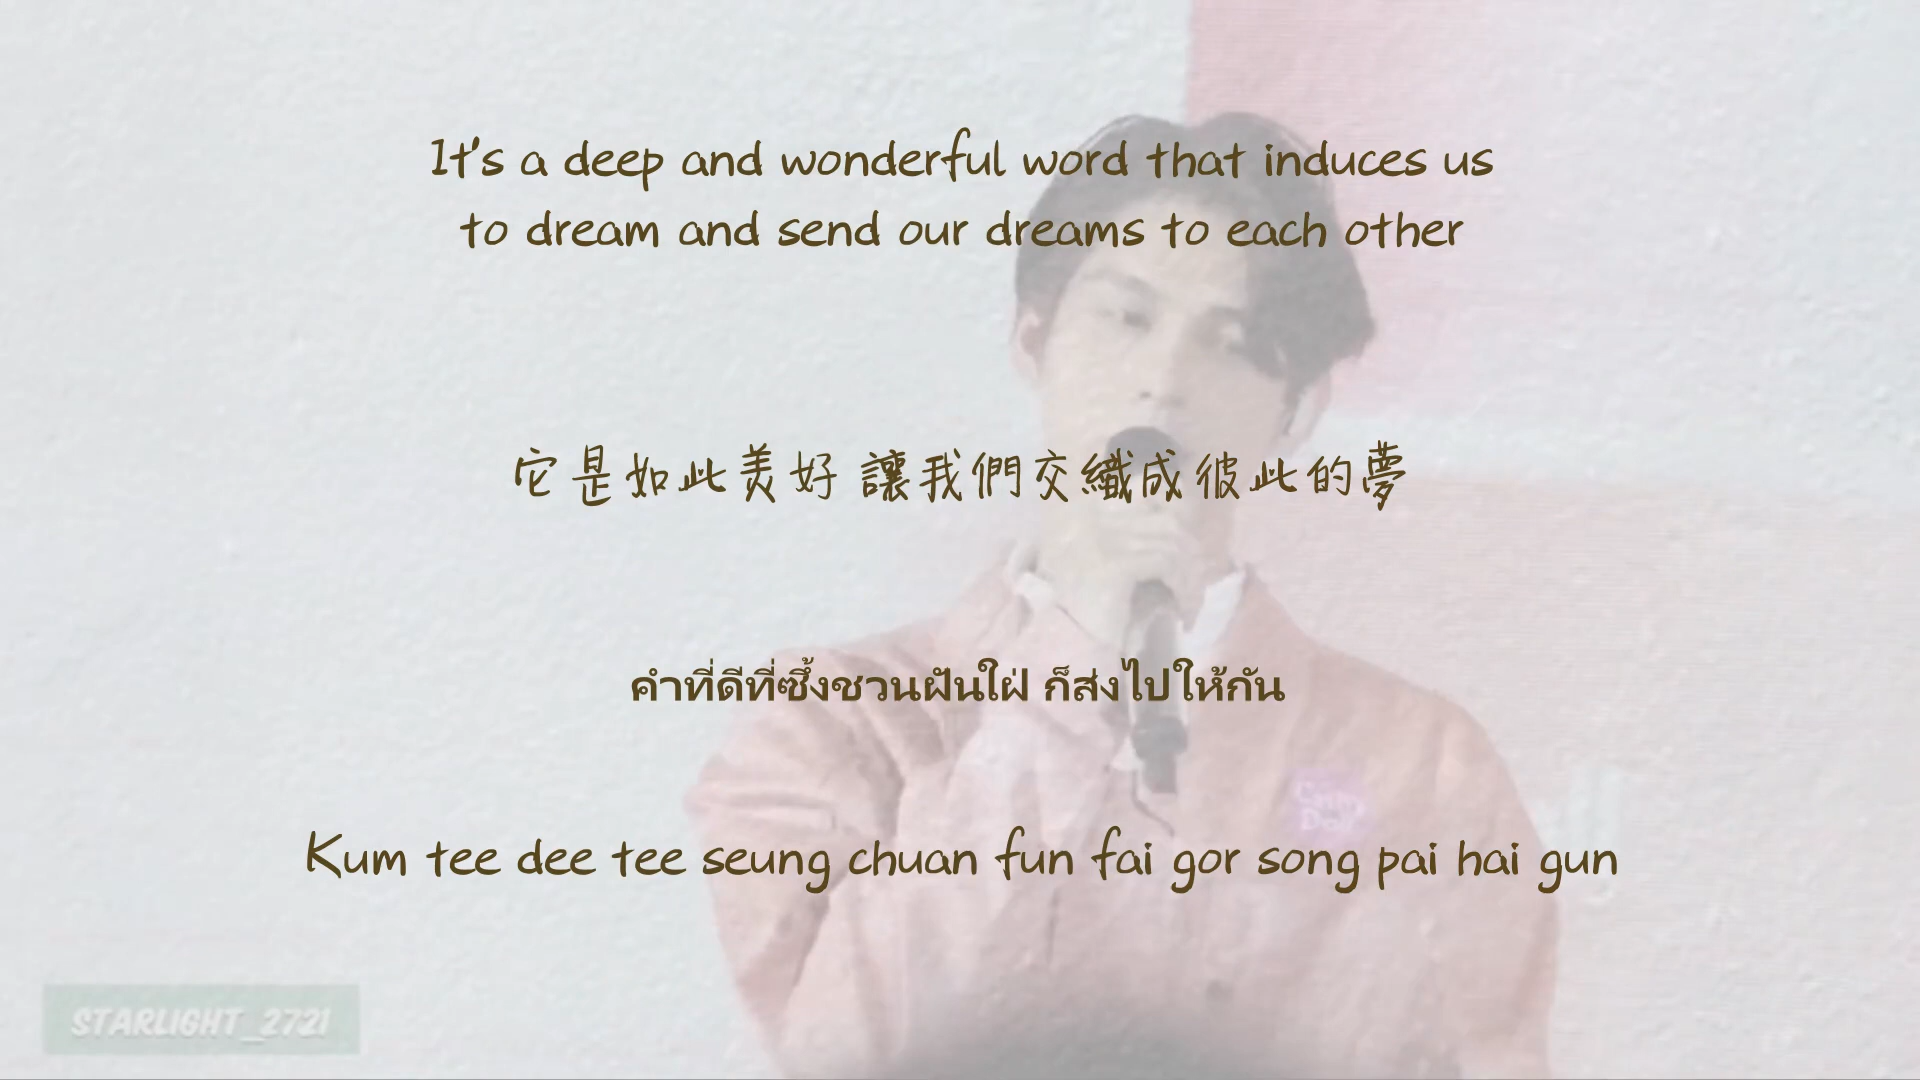 It's a deep and wonderful word that induces us
to dream and send our dreams to each other
它是如此美好 讓我們交織成彼此的夢
คำที่ดีที่ซึ้งชวนฝันใฝ่ ก็ส่งไปให้กัน
Cathy
Doll
Kum tee dee tee seung chuan fun fai gor song pai hai gun
STARLIGHT_2721